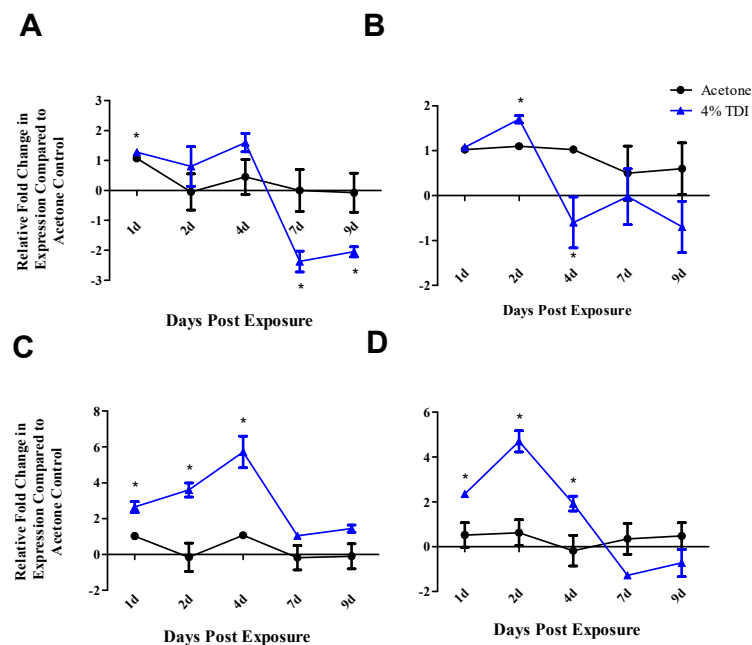 A
B
Acetone
4% TDI
Relative Fold Change in
Expression Compared to
Acetone Control
3
2
1
0
-1
-2
-3
*
*
*
1d
2d
4d
7d
9d
Days Post Exposure
2
1
0
-1
-2
*
*
1d
2d
4d
7d
9d
Days Post Exposure
C
D
Relative Fold Change in
Expression Compared to
Acetone Control
8
6
4
2
0
-2
*
*
*
1d
2d
4d
7d
9d
Days Post Exposure
6
4
2
0
-2
*
*
*
1d
2d
4d
7d
9d
Days Post Exposure